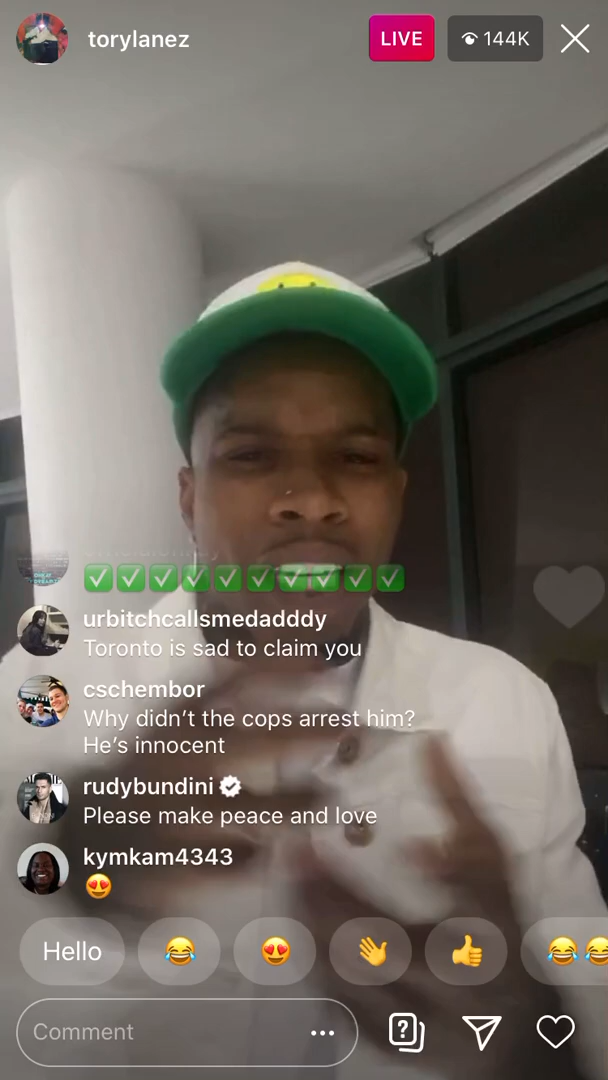 torylanez
LIVE
144K
urbitchcallsmedadddy
Toronto is sad to claim you
cschembor
Why didn’t the cops arrest him?
He’s innocent
rudybundini
Please make peace and love
kymkam4343
😍
Hello
Comment